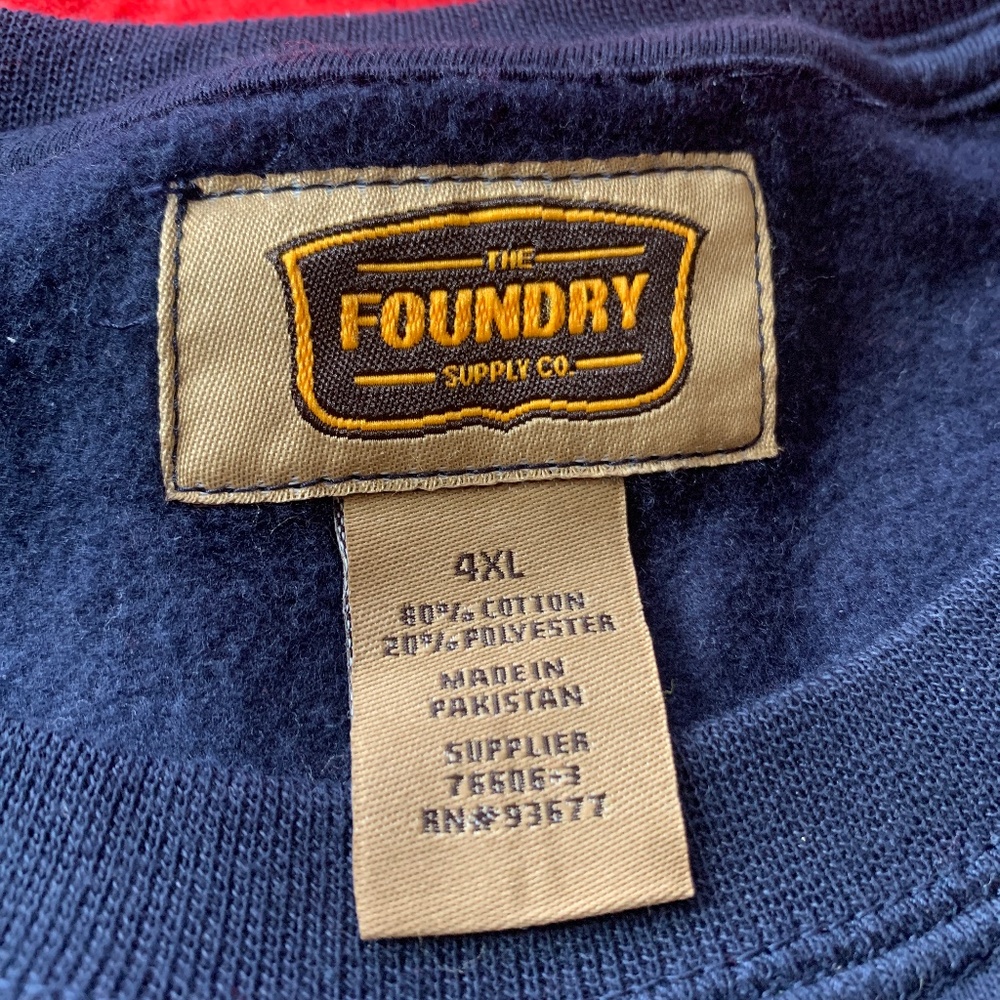 THE
FOUNDRY
SUPPLY CO.
4XL
80% COTTON
20% POLYESTER
MADE IN
PAKISTAN
SUPPLIER
76606-3
RN#93677